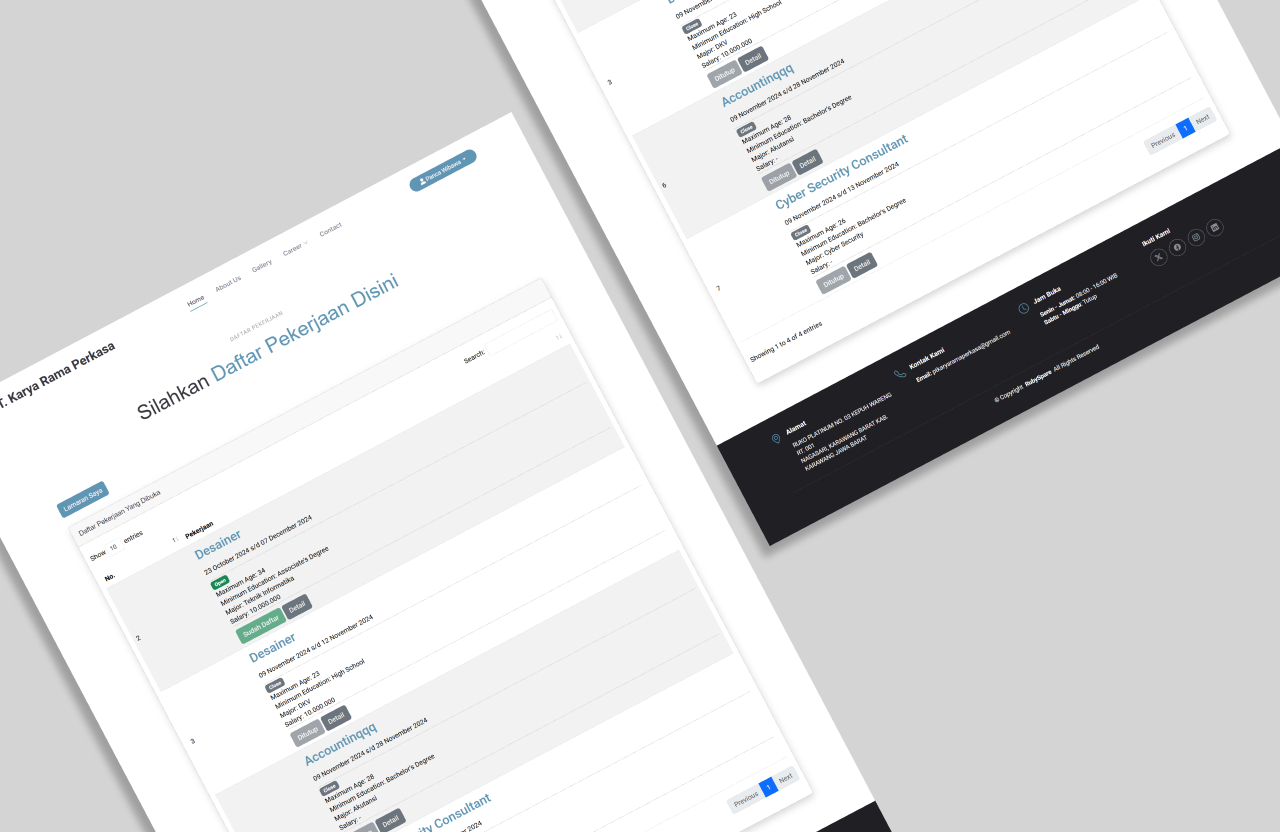 T. Karya Rama Perkasa
Home
About Us
Gallery
Career
Contact
Panca Wibawa
DAFTAR PEKERJAAN
Silahkan Daftar Pekerjaan Disini
Lamaran Saya
Daftar Pekerjaan Yang Dibuka
Show 10 entries
Search:
No.
Pekerjaan
2
Desainer
23 October 2024 s/d 07 December 2024
Open
Maximum Age: 34
Minimum Education: Associate's Degree
Major: Teknik Informatika
Salary: 10.000.000
Sudah Daftar
Detail
3
Desainer
09 November 2024 s/d 12 November 2024
Close
Maximum Age: 23
Minimum Education: High School
Major: DKV
Salary: 10.000.000
Ditutup
Detail
Accountinqqq
09 November 2024 s/d 28 November 2024
Close
Maximum Age: 28
Minimum Education: Bachelor's Degree
Major: Akutansi
Salary: -
Detail
ity Consultant
2024
Previous
1
Next
09 November
Close
Maximum Age: 23
Minimum Education: High School
Major: DKV
Salary: 10.000.000
3
Ditutup
Detail
Accountinqqq
09 November 2024 s/d 28 November 2024
Close
Maximum Age: 28
Minimum Education: Bachelor's Degree
Major: Akutansi
Salary: -
6
Ditutup
Detail
Cyber Security Consultant
09 November 2024 s/d 13 November 2024
Close
Maximum Age: 26
Minimum Education: Bachelor's Degree
Major: Cyber Security
Salary: -
7
Ditutup
Detail
Showing 1 to 4 of 4 entries
Previous
1
Next
Alamat
RUKO PLATINUM NO. 03 KEPUH WARENG
RT 001
NAGASARI, KARAWANG BARAT KAB.
KARAWANG JAWA BARAT
Kontak Kami
Email: ptkaryaramaperkasa@gmail.com
Jam Buka
Senin - Jumat: 08:00 - 16:00 WIB
Sabtu - Minggu: Tutup
Ikuti Kami
© Copyright RubySpare All Rights Reserved